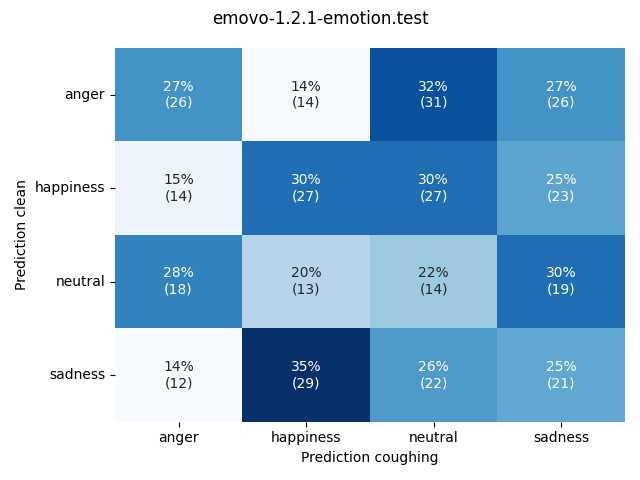 emovo-1.2.1-emotion.test
Prediction clean
anger
27%
(26)
14%
(14)
32%
(31)
27%
(26)
happiness
15%
(14)
30%
(27)
30%
(27)
25%
(23)
neutral
28%
(18)
20%
(13)
22%
(14)
30%
(19)
sadness
14%
(12)
35%
(29)
26%
(22)
25%
(21)
anger
happiness
neutral
sadness
Prediction coughing